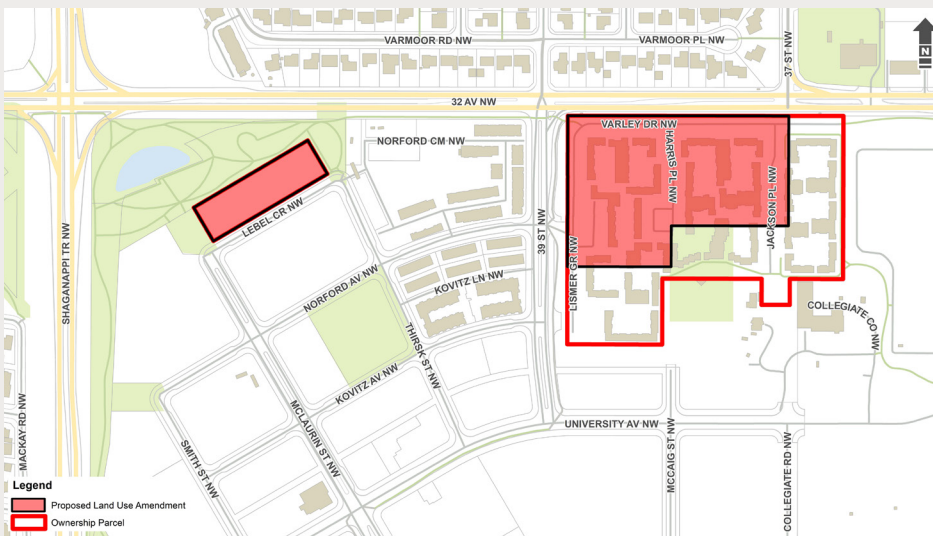 VARMOOR RD NW
VARMOOR PL NW
37 ST NW
N
32 AV NW
VARLEY DR NW
NORFORD CM NW
HARRIS PL NW
LEBEL CR NW
39 ST NW
JACKSON PL NW
SHAGANAPPI TR NW
LISMER GR NW
KOVITZ LN NW
NORFORD AV NW
COLLEGIATE CO NW
THIRSK ST NW
KOVITZ AV NW
MACKAY RD NW
MCLAURIN ST NW
UNIVERSITY AV NW
SMITH ST NW
MCCAIG ST NW
COLLEGIATE RD NW
Legend
Proposed Land Use Amendment
Ownership Parcel